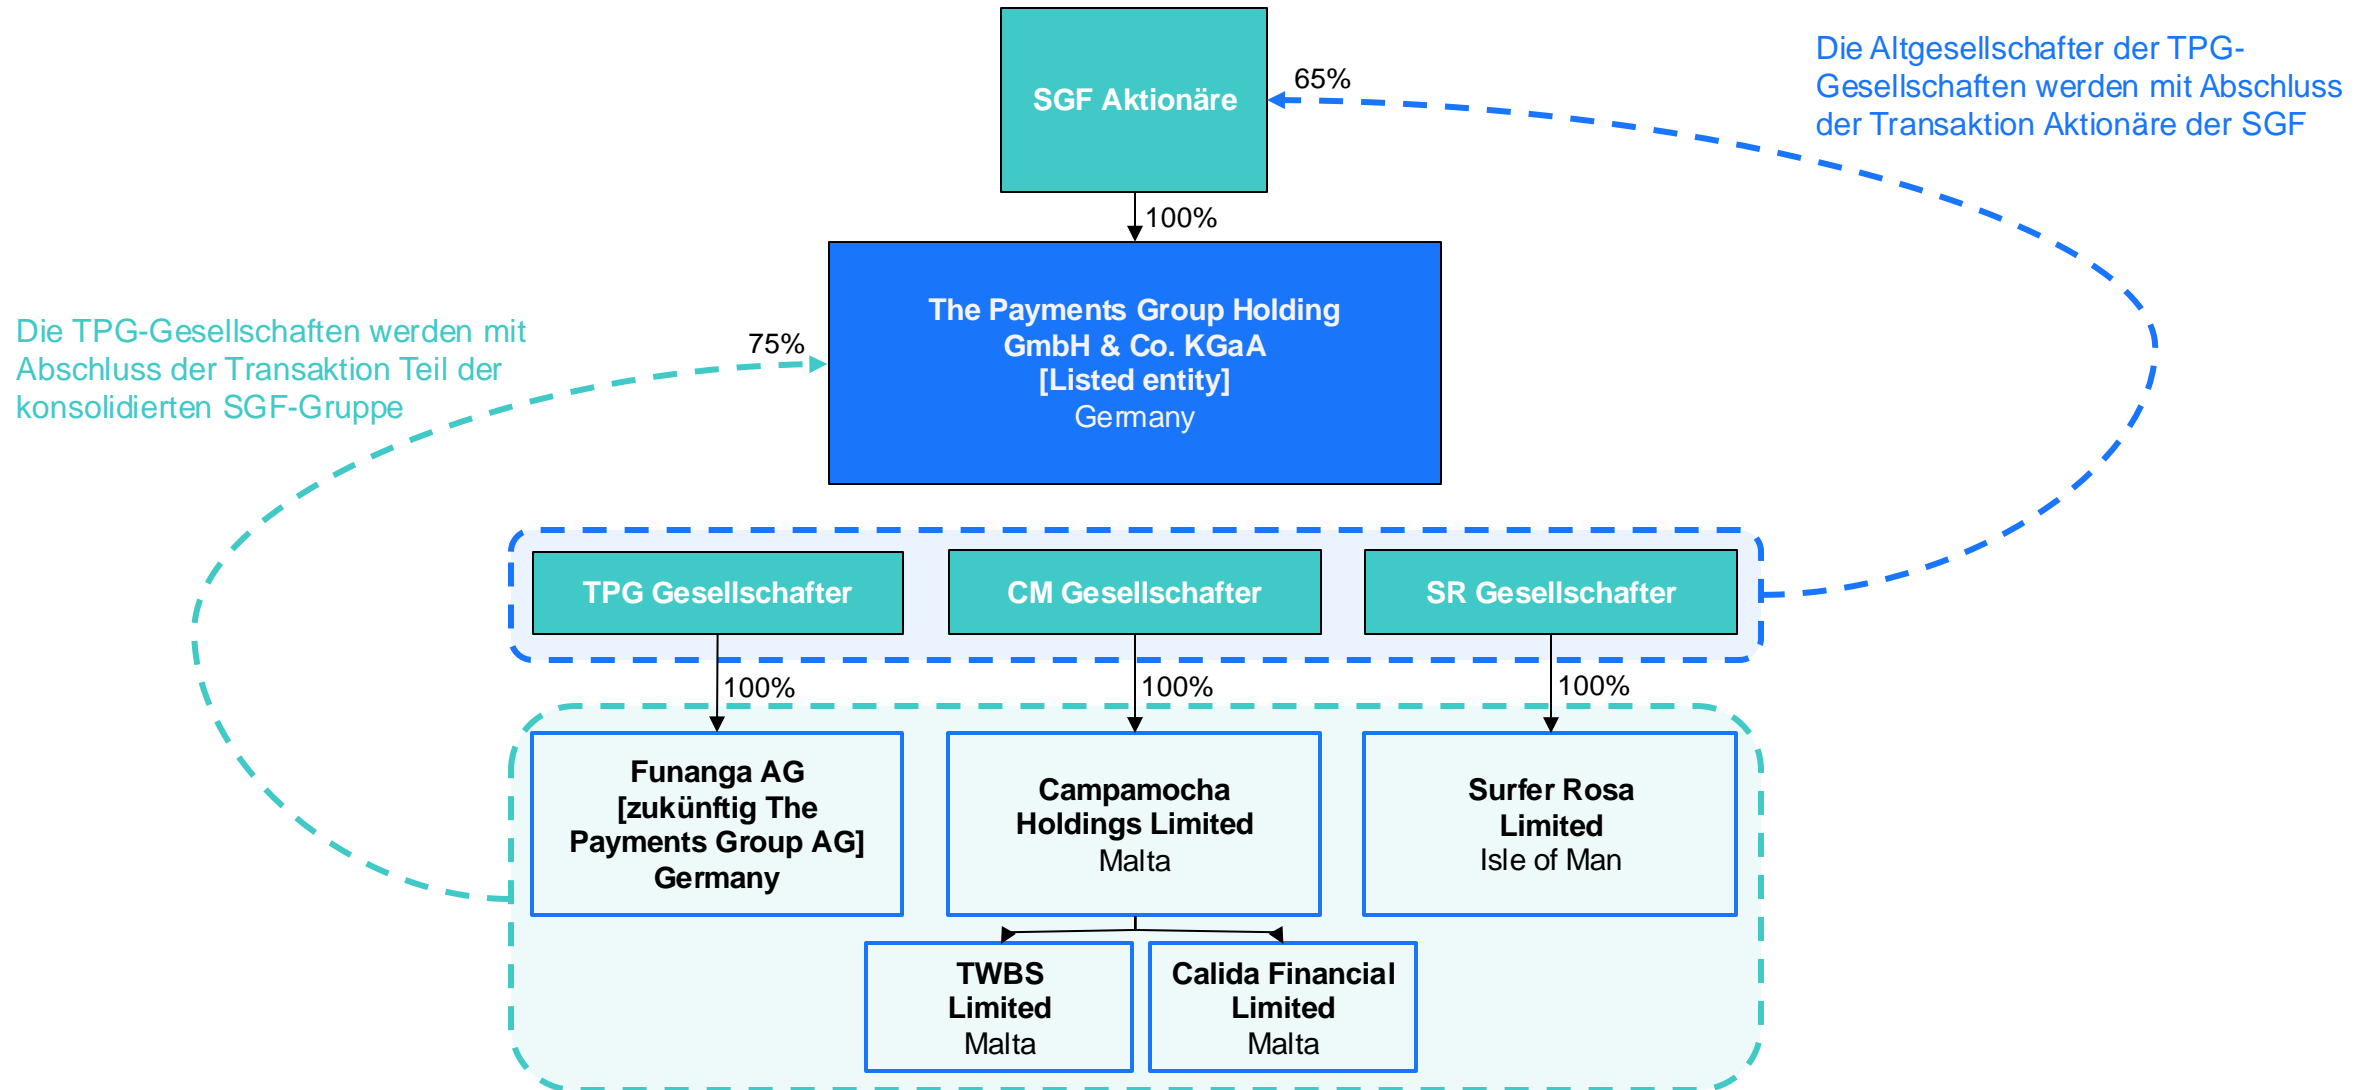 SGF Aktionäre
65%
Die Altgesellschafter der TPG-
Gesellschaften werden mit Abschluss
der Transaktion Aktionäre der SGF
100%
The Payments Group Holding
GmbH & Co. KGaA
[Listed entity]
Germany
Die TPG-Gesellschaften werden mit
Abschluss der Transaktion Teil der
konsolidierten SGF-Gruppe
75%
TPG Gesellschafter
CM Gesellschafter
SR Gesellschafter
100%
100%
100%
Funanga AG
[zukünftig The
Payments Group AG]
Germany
Campamocha
Holdings Limited
Malta
Surfer Rosa
Limited
Isle of Man
TWBS
Limited
Malta
Calida Financial
Limited
Malta